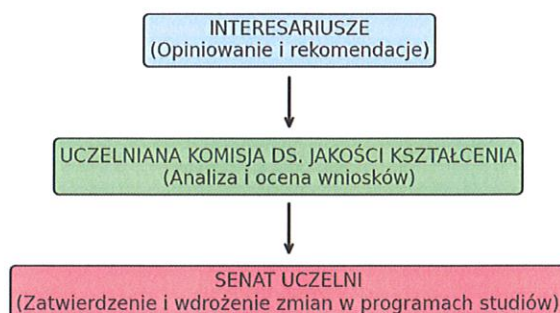 INTERESARIUSZE
(Opiniowanie i rekomendacje)
UCZELNIANA KOMISJA DS. JAKOŚCI KSZTAŁCENIA
(Analiza i ocena wniosków)
SENAT UCZELNI
(Zatwierdzenie i wdrożenie zmian w programach studiów)